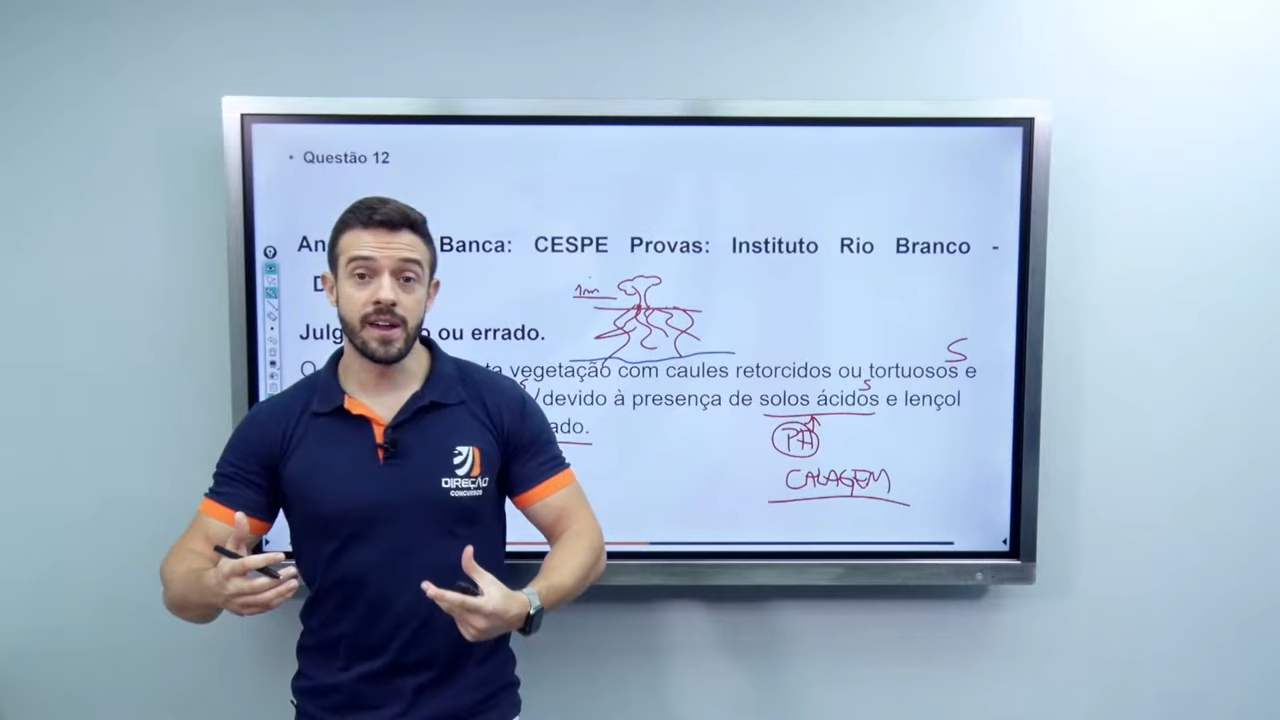 • Questão 12
Banca: CESPE Provas: Instituto Rio Branco -
Julg ou errado.
1m
S
O vegetação com caules retorcidos ou tortuosos e
S
/devido à presença de solos ácidos e lençol
ado.
PH
CALAGEM
DIREÇÃO
CONCURSOS